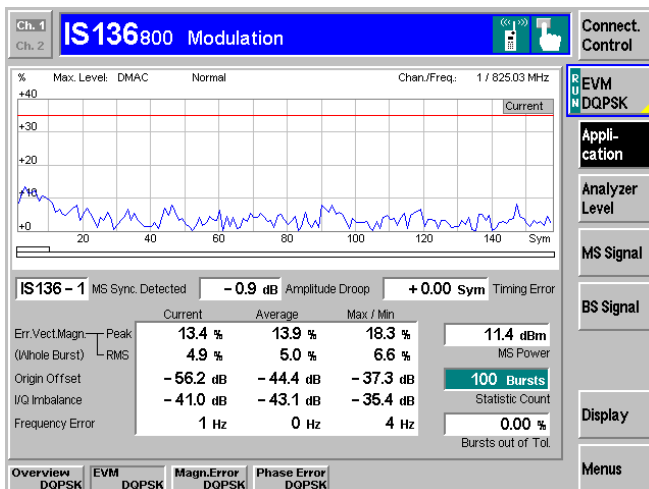 Ch. 1
Ch. 2
IS136800 Modulation
Connect. Control
% Max. Level: DMAC Normal Chan./Freq.: 1 / 825.03 MHz
+40
Current
+30
+20
+10
+0
20 40 60 80 100 120 140 Sym
RUN
EVM DQPSK
Appli-
cation
Analyzer Level
MS Signal
BS Signal
Display
Menus
IS136 – 1 MS Sync. Detected – 0.9 dB Amplitude Droop + 0.00 Sym Timing Error
Current Average Max / Min
Err.Vect.Magn. Peak 13.4 % 13.9 % 18.3 % 11.4 dBm
(Whole Burst) RMS 4.9 % 5.0 % 6.6 % MS Power
Origin Offset – 56.2 dB – 44.4 dB – 37.3 dB 100 Bursts
I/Q Imbalance – 41.0 dB – 43.1 dB – 35.4 dB Statistic Count
Frequency Error 1 Hz 0 Hz 4 Hz 0.00 %
Bursts out of Tol.
Overview DQPSK
EVM DQPSK
Magn.Error DQPSK
Phase Error DQPSK